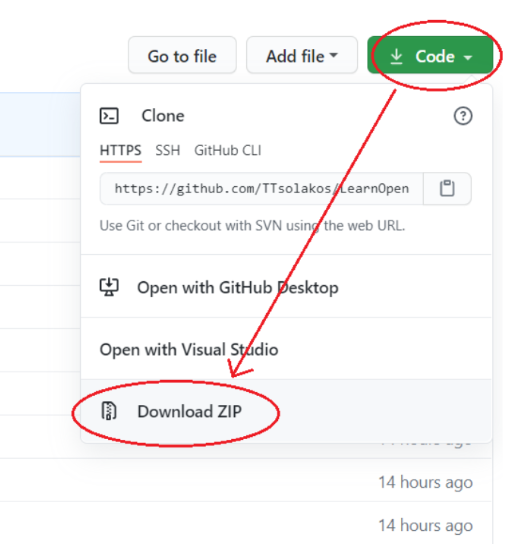 Go to file Add file Code
Clone
HTTPS SSH GitHub CLI
https://github.com/TTsolakos/LearnOpen
Use Git or checkout with SVN using the web URL.
Open with GitHub Desktop
Open with Visual Studio
Download ZIP
hours ago
14 hours ago
14 hours ago